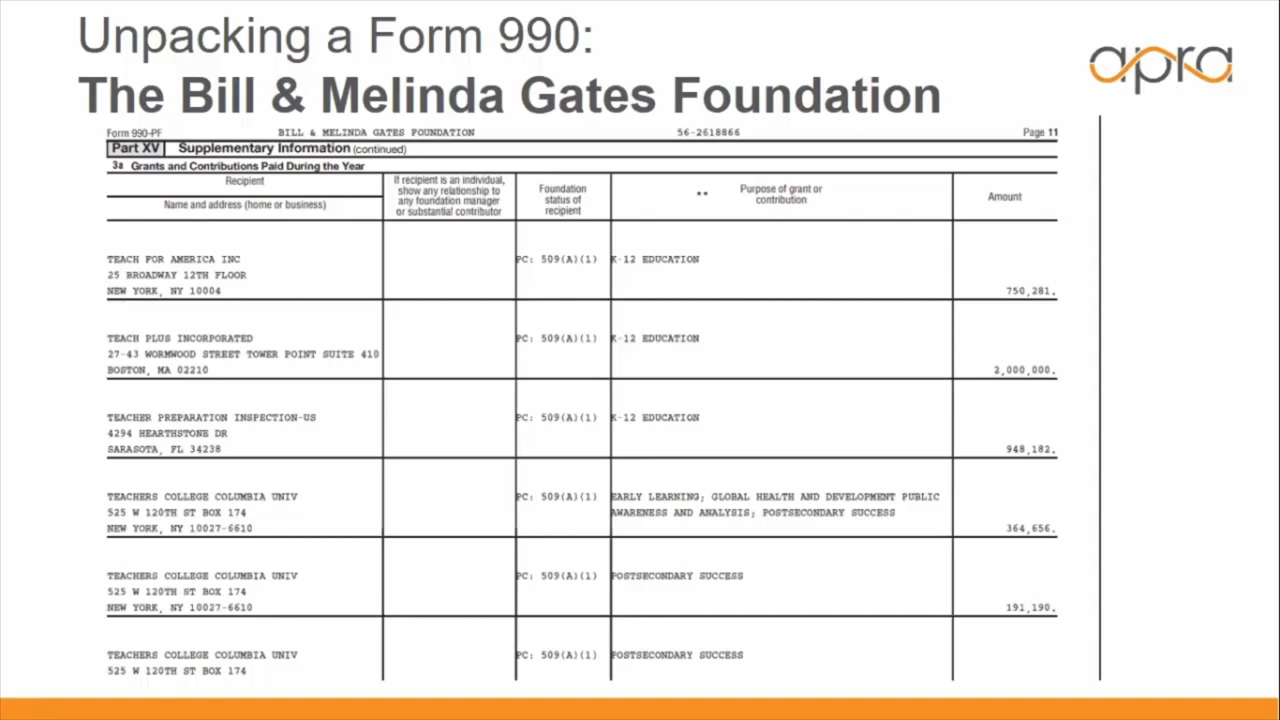 Unpacking a Form 990:
The Bill & Melinda Gates Foundation
apra
Form 990-PF BILL & MELINDA GATES FOUNDATION 56-2618866 Page 11
Part XV Supplementary Information (continued)
3a Grants and Contributions Paid During the Year
Recipient
Name and address (home or business)
If recipient is an individual,
show any relationship to
any foundation manager
or substantial contributor
Foundation
status of
recipient
** Purpose of grant or
contribution
Amount
TEACH FOR AMERICA INC PC: 509(A)(1) K-12 EDUCATION
25 BROADWAY 12TH FLOOR
NEW YORK, NY 10004 750,281.
TEACH PLUS INCORPORATED PC: 509(A)(1) K-12 EDUCATION
27-43 WORMWOOD STREET TOWER POINT SUITE 410
BOSTON, MA 02210 2,000,000.
TEACHER PREPARATION INSPECTION-US PC: 509(A)(1) K-12 EDUCATION
4294 HEARTHSTONE DR
SARASOTA, FL 34238 948,182.
TEACHERS COLLEGE COLUMBIA UNIV PC: 509(A)(1) EARLY LEARNING; GLOBAL HEALTH AND DEVELOPMENT PUBLIC
525 W 120TH ST BOX 174 AWARENESS AND ANALYSIS; POSTSECONDARY SUCCESS
NEW YORK, NY 10027-6610 364,656.
TEACHERS COLLEGE COLUMBIA UNIV PC: 509(A)(1) POSTSECONDARY SUCCESS
525 W 120TH ST BOX 174
NEW YORK, NY 10027-6610 191,190.
TEACHERS COLLEGE COLUMBIA UNIV PC: 509(A)(1) POSTSECONDARY SUCCESS
525 W 120TH ST BOX 174